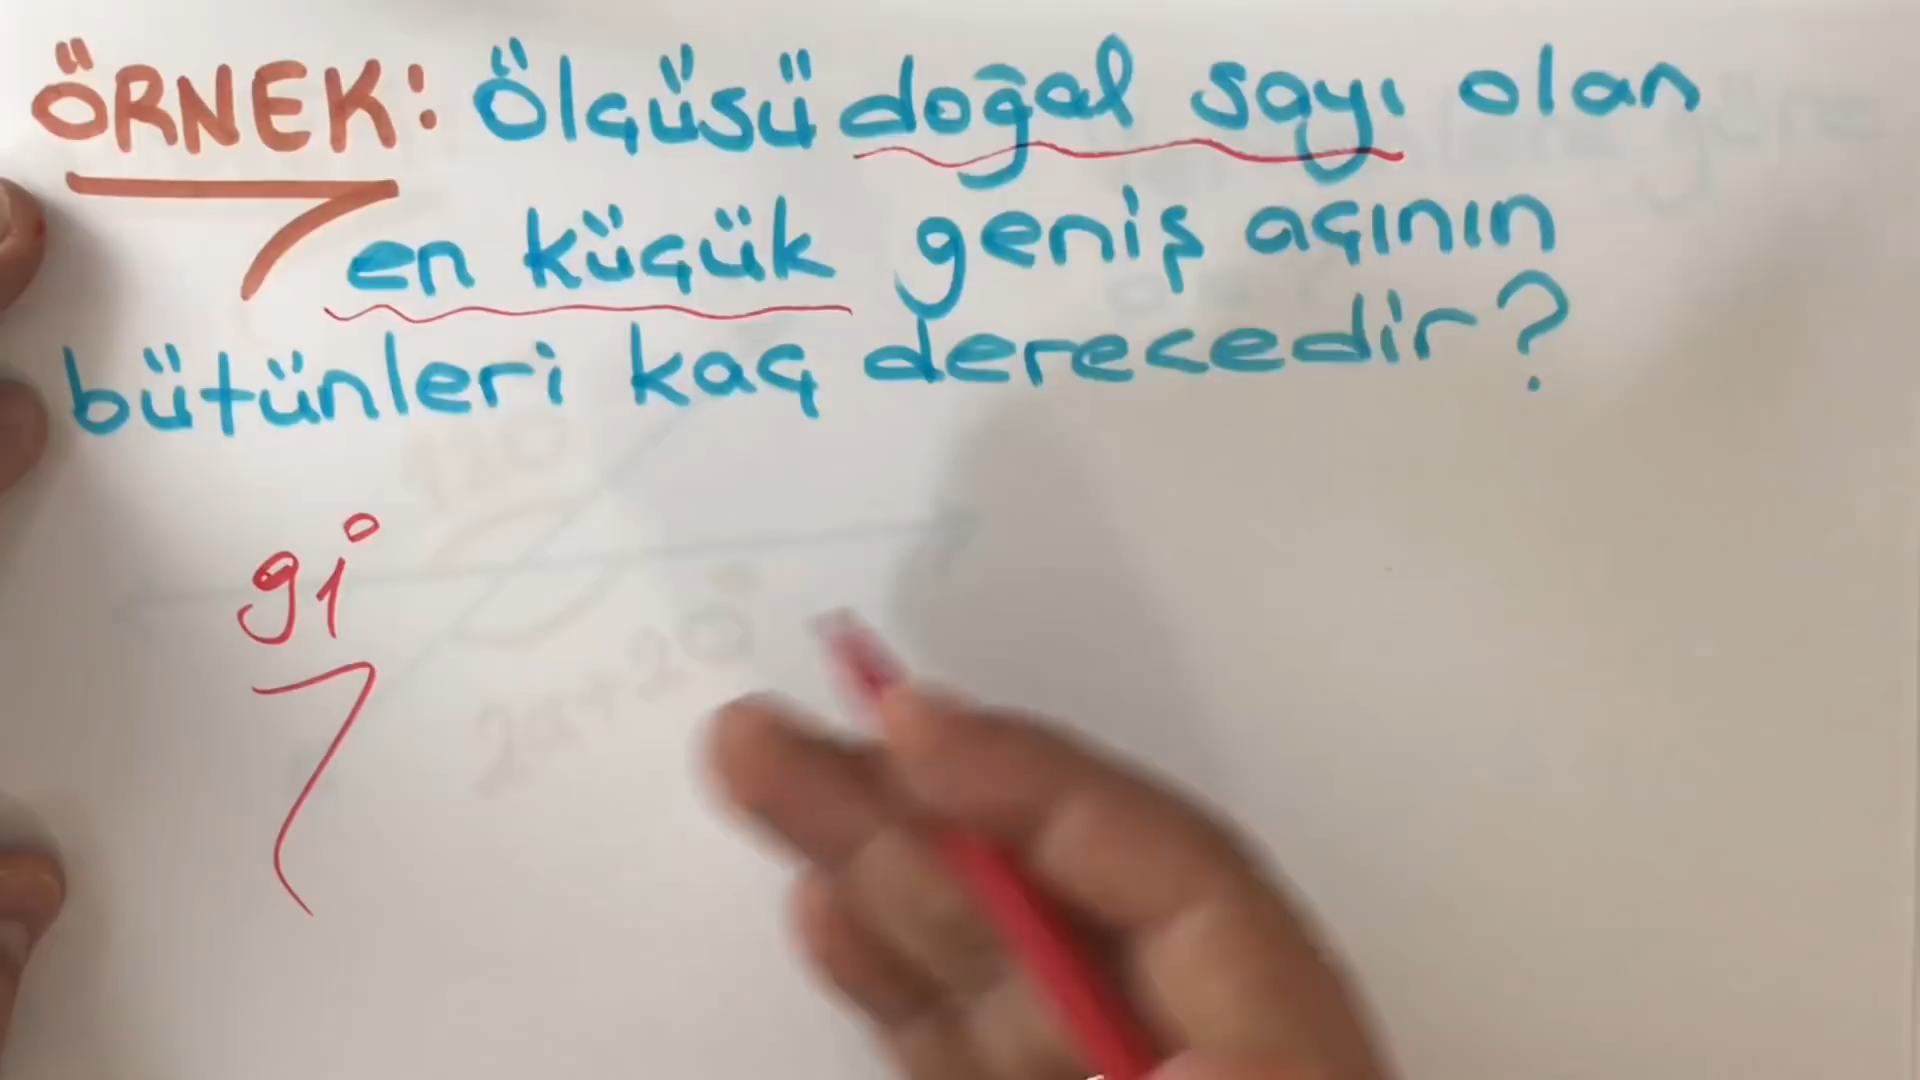 ÖRNEK: Ölçüsü doğal sayı olan
en küçük geniş açının
bütünleri kaç derecedir?
91°